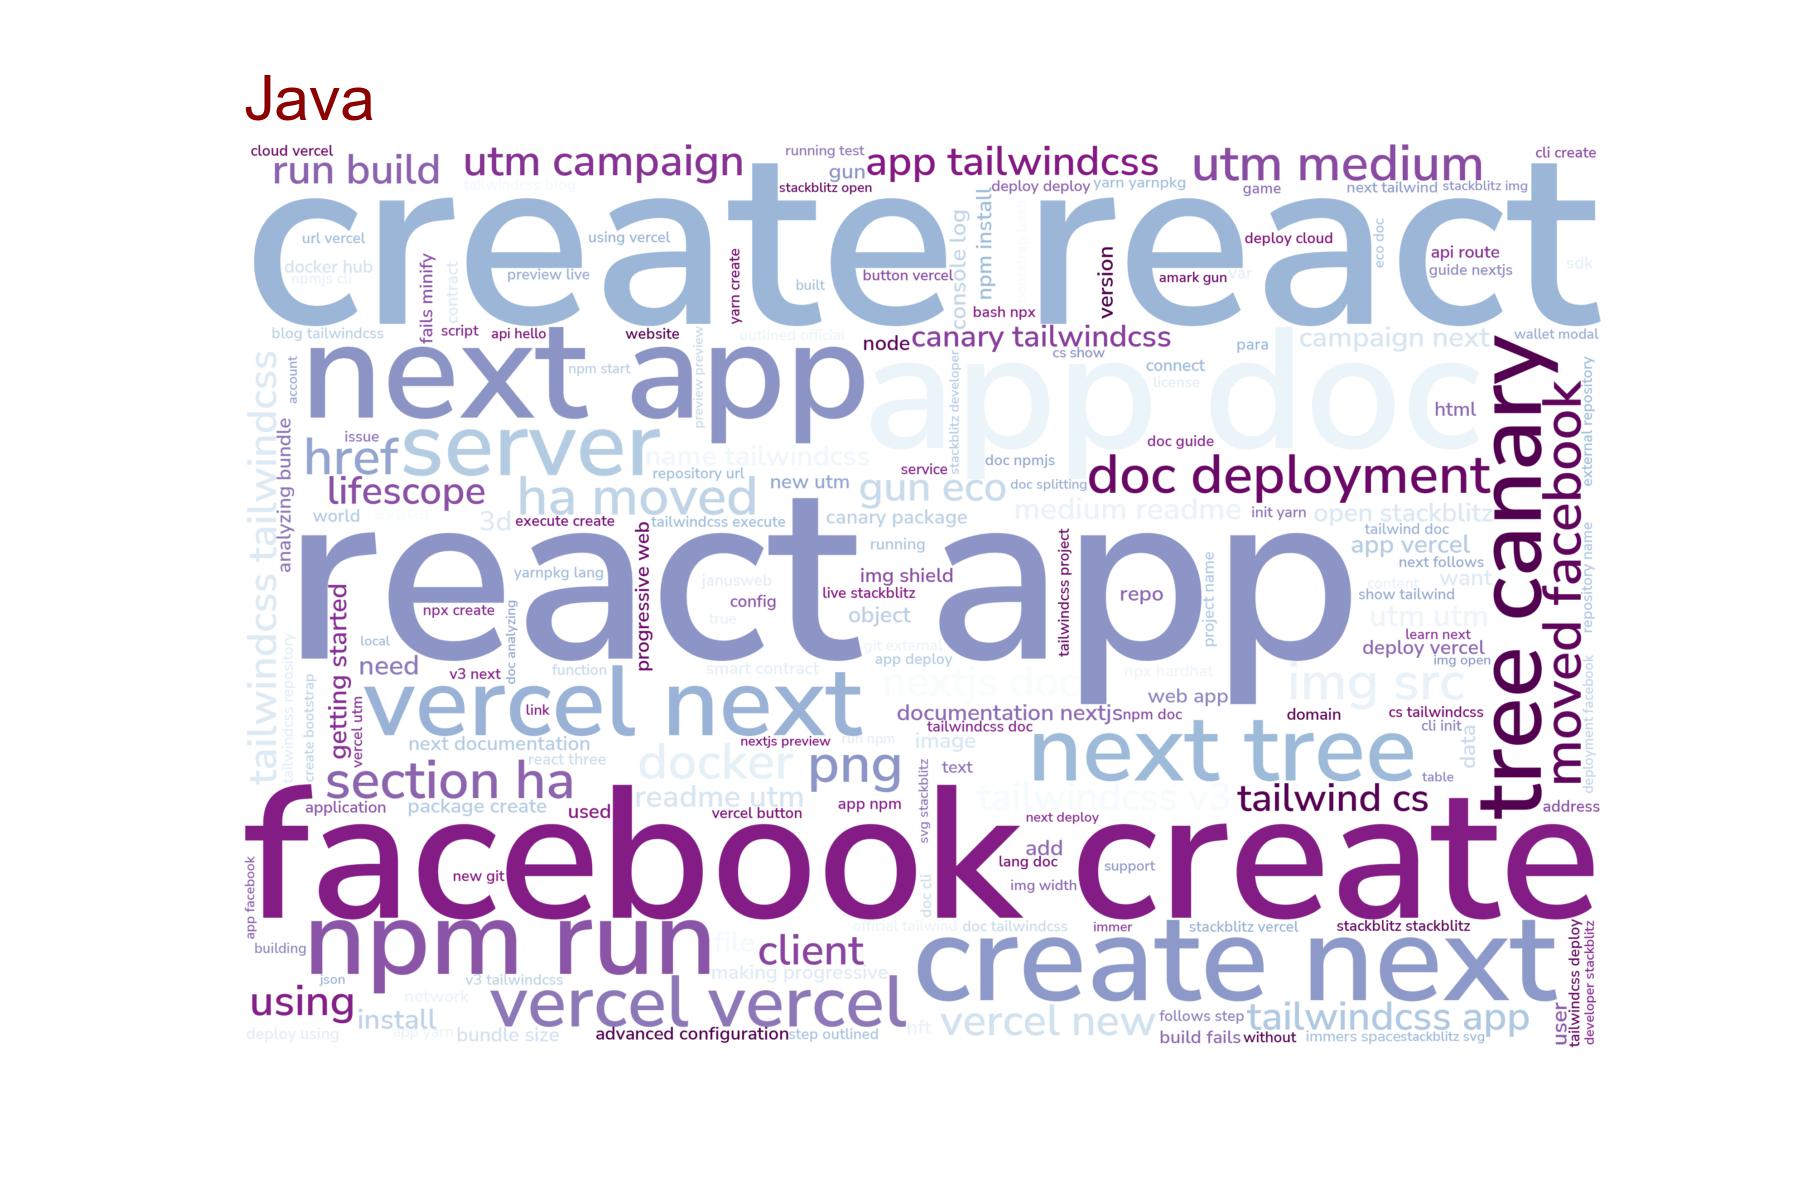 Java
cloud vercel
run build
utm campaign
running test
gun
app tailwindcss
utm medium
cli create
tailwindcss blog
stackblitz open
deploy deploy
yarn yarnpkg
game
next tailwind
stackblitz img
create react
url vercel
using vercel
deploy cloud
eco doc
api route
guide nextjs
sdk
docker hub
npmjs cli
fails minify
contract
preview live
yarn create
built
button vercel
console log
npm install
version
amark gun
var
bash npx
blog tailwindcss
script
api hello
website
outlined official
node
canary tailwindcss
campaign next
wallet modal
next app
npm start
preview preview
cs show
para
connect
license
app doc
html
account
tailwindcss tailwindcss
analyzing bundle
issue
href
server
name tailwindcss
repository url
service
stackblitz developer
doc npmjs
doc guide
doc deployment
tree canary
moved facebook
external repository
lifescope
ha moved
new utm
gun eco
doc splitting
medium readme
init yarn
open stackblitz
world
3d
execute create
tailwindcss execute
canary package
tailwind doc
react app
running
app vercel
next follows
yarnpkg lang
progressive web
janusweb
img shield
live stackblitz
config
true
object
tailwindcss project
repo
project name
content
want
show tailwind
repository name
utm utm
npx create
doc analyzing
local
getting started
git external
app deploy
learn next
deploy vercel
img open
need
v3 next
function
smart contract
npx hardhat
tailwindcss repository
create bootstrap
vercel utm
vercel next
link
nextjs doc
web app
img src
documentation nextjs
npm doc
domain
cs tailwindcss
cli init
tailwindcss doc
deployment facebook
next documentation
nextjs preview
run npm
image
next tree
data
react three
docker
png
text
table
section ha
svg stackblitz
tailwindcss v3
tailwind cs
application
package create
used
readme utm
vercel button
app npm
next deploy
address
facebook create
app facebook
new git
add
lang doc
img width
support
doc cli
building
npm run
file
client
official tailwind
doc tailwindcss
immer
stackblitz vercel
stackblitz stackblitz
create next
tailwindcss deploy
developer stackblitz
json
v3 tailwindcss
making progressive
using
network
vercel vercel
install
nft
vercel new
follows step
tailwindcss app
user
deploy using
app yarn
bundle size
advanced configuration
step outlined
build fails
without
immers space
stackblitz svg